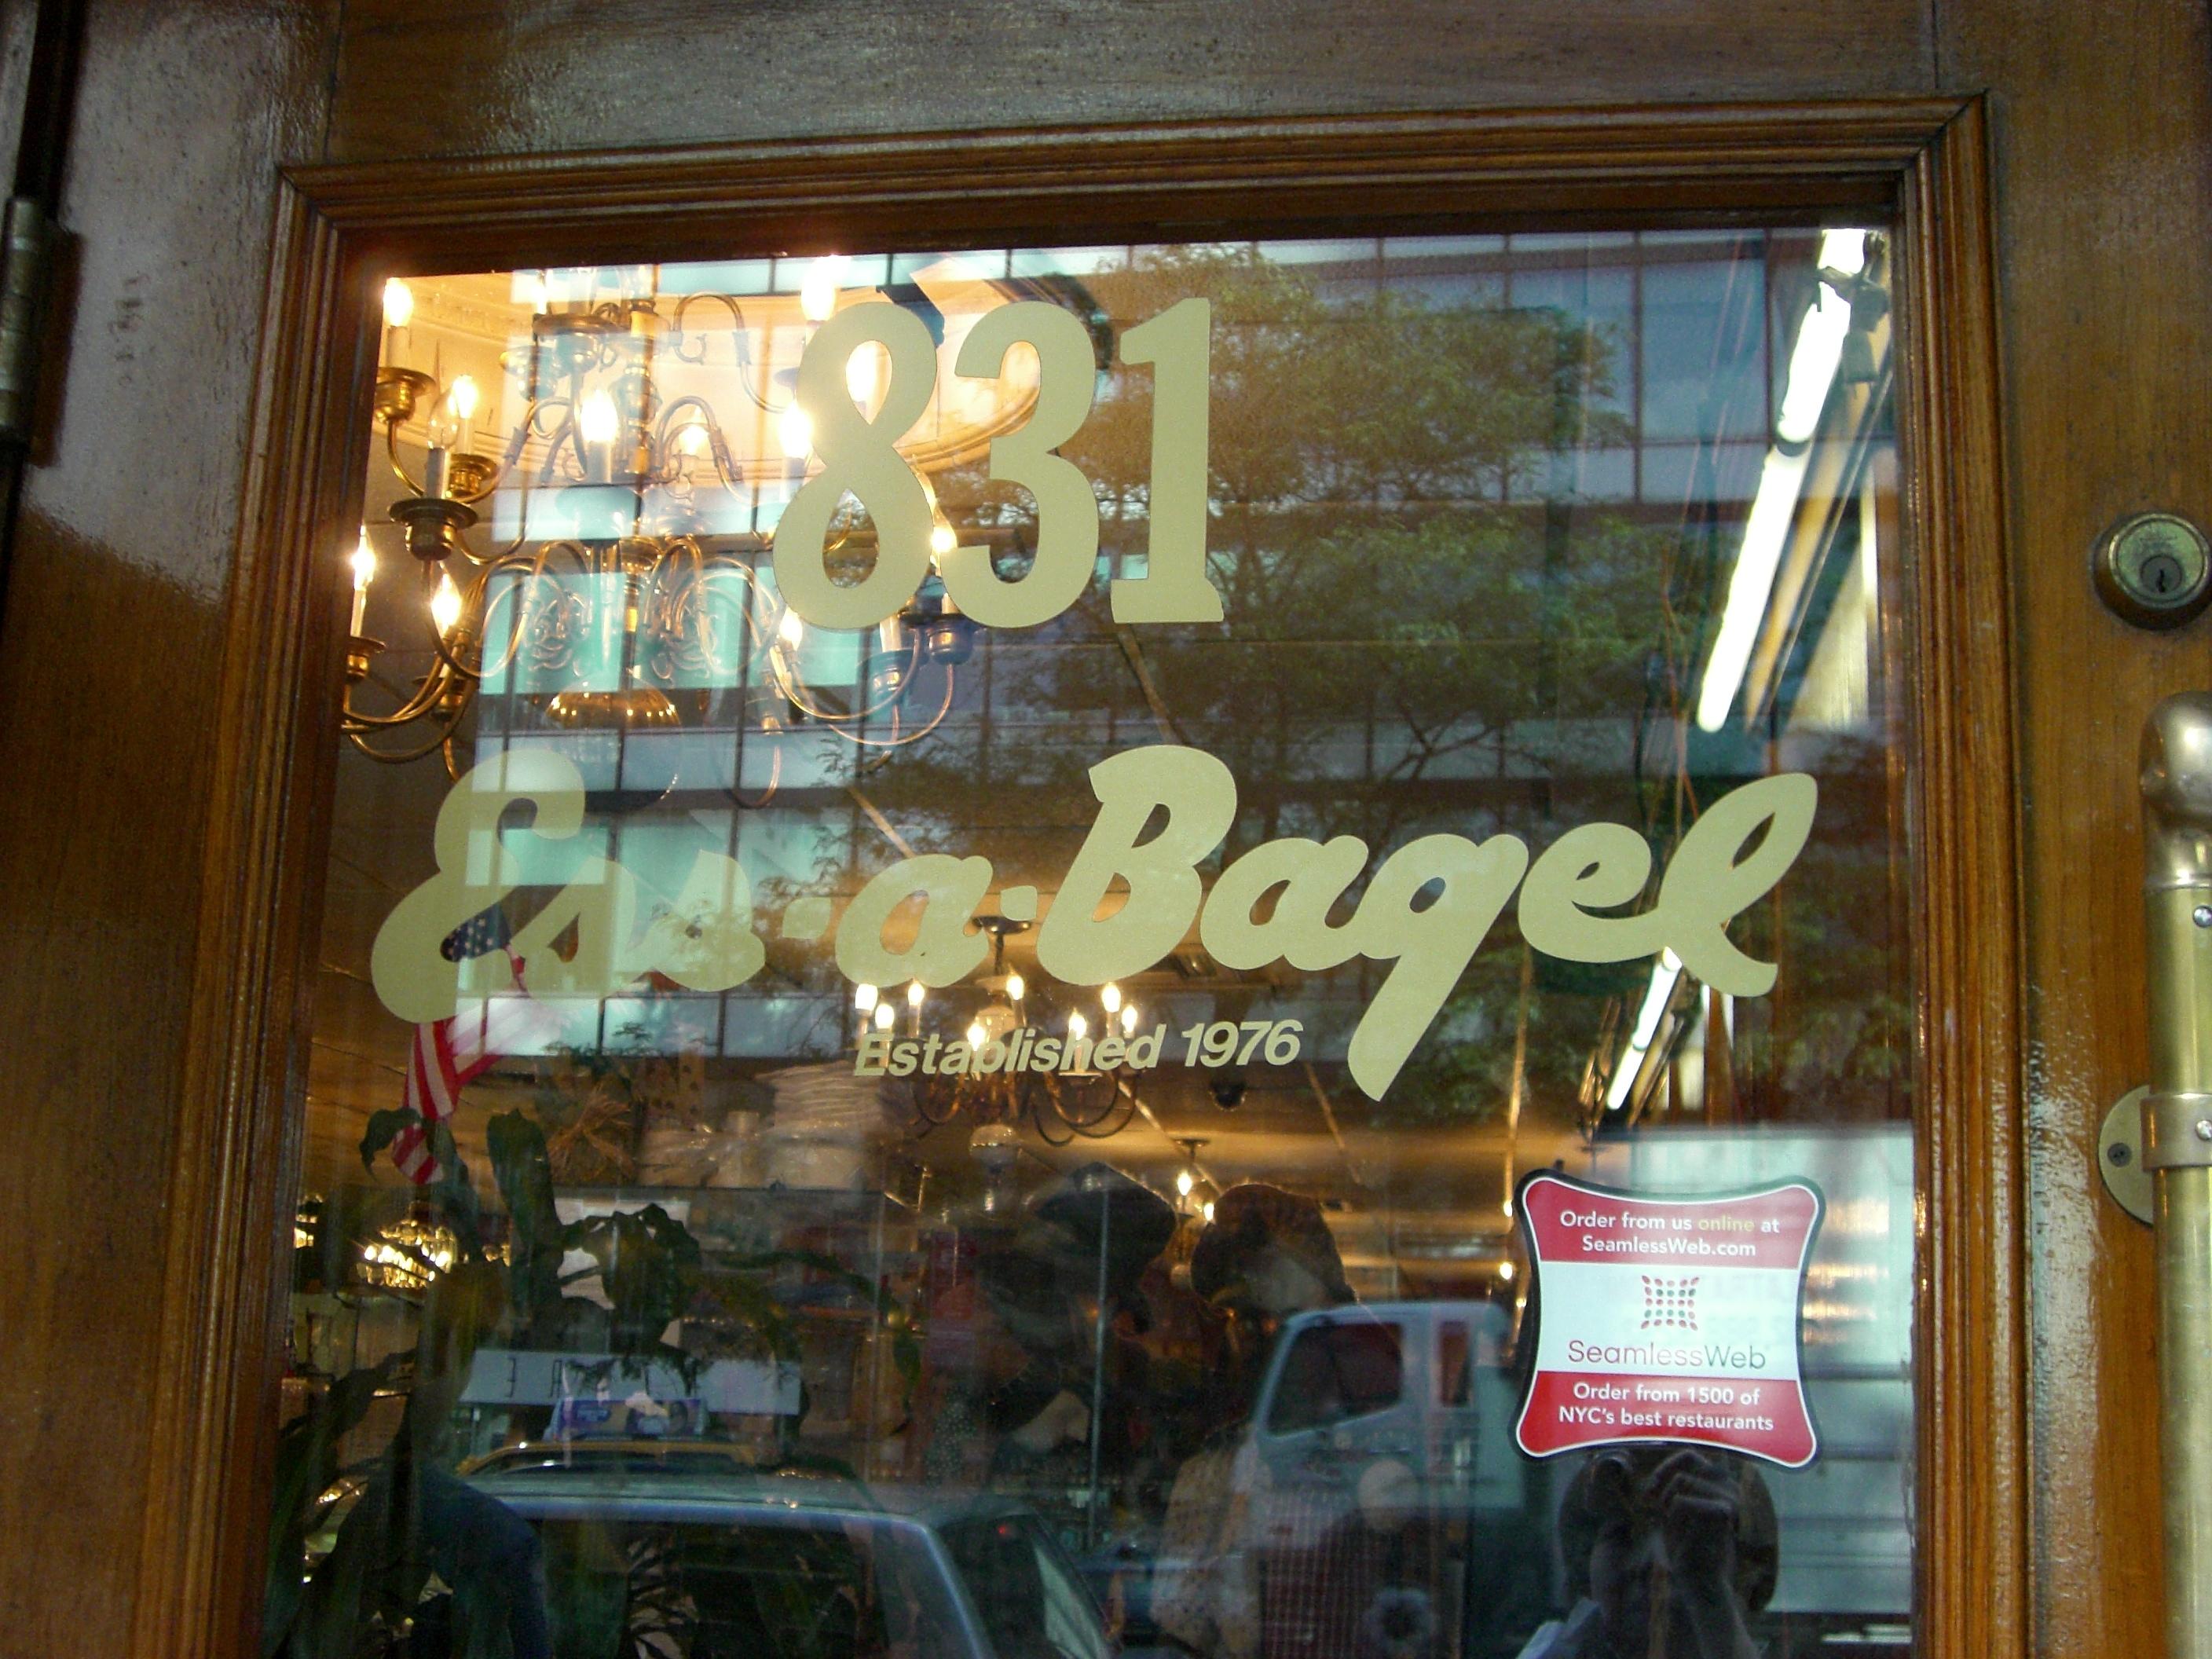 831
Ess-a-Bagel
Established 1976
Order from us online at
SeamlessWeb.com
SeamlessWeb
Order from 1500 of
NYC's best restaurants